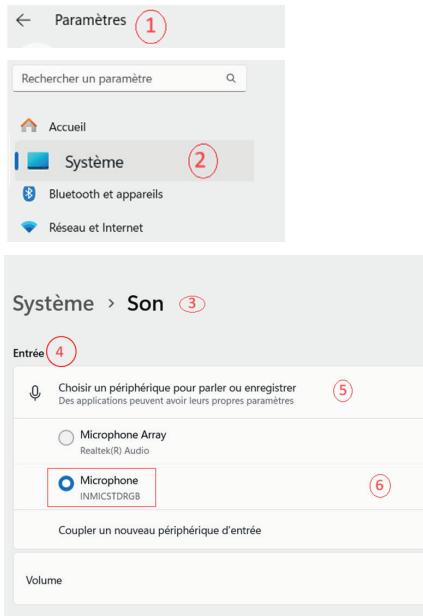 Paramètres 1
Rechercher un paramètre
Accueil
Système 2
Bluetooth et appareils
Réseau et Internet
Système > Son 3
Entrée 4
Choisir un périphérique pour parler ou enregistrer 5
Des applications peuvent avoir leurs propres paramètres
Microphone Array
Realtek(R) Audio
Microphone
INMICSTDRGB 6
Coupler un nouveau périphérique d'entrée
Volume